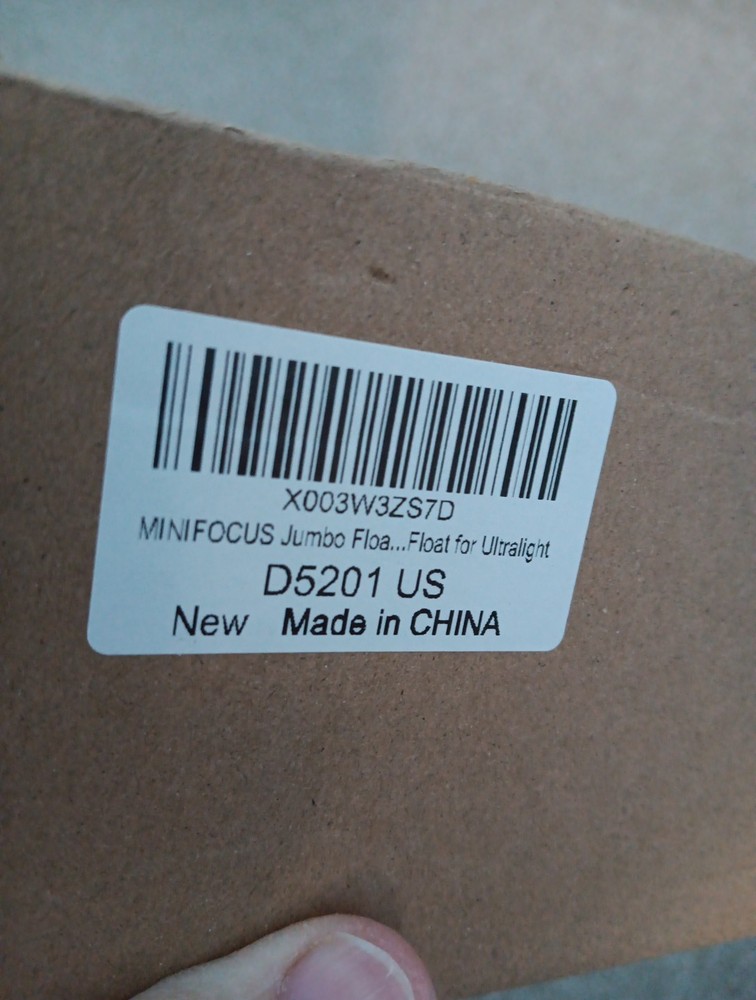 X003W3ZS7D
MINIFOCUS Jumbo Floa...Float for Ultralight
D5201 US
New Made in CHINA